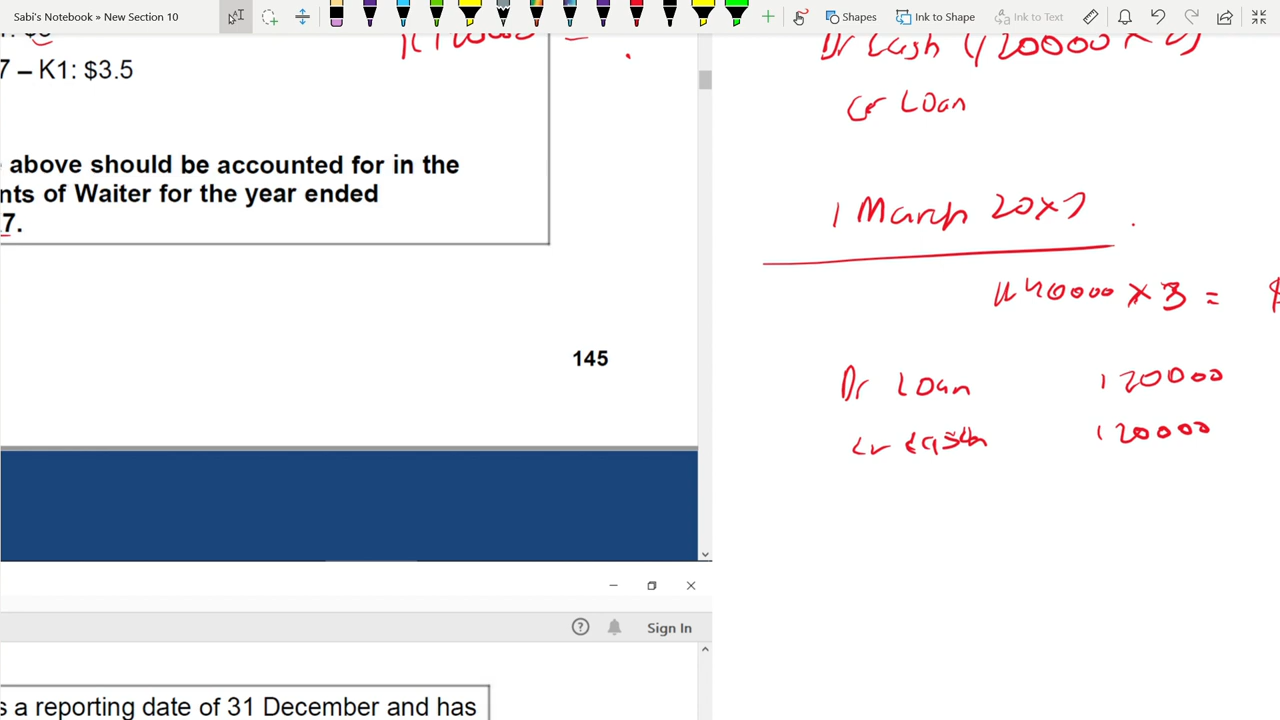 Sabi's Notebook » New Section 10
Shapes
Ink to Shape
Ink to Text
7 – K1: $3.5
above should be accounted for in the
nts of Waiter for the year ended
7.
145
Sign In
s a reporting date of 31 December and has
Dr Cash (120000 ×
Cr Loan
1 March 20x7
40000 × 3 = $
Dr Loan 120000
Cr Cash 120000